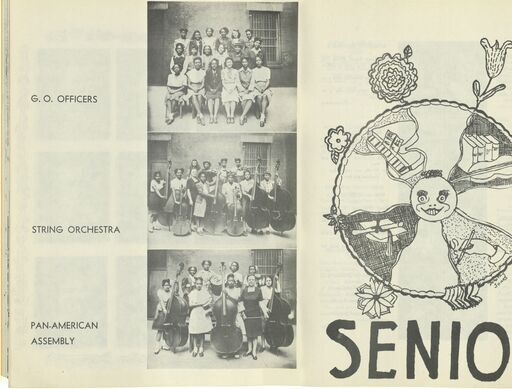 G. O. OFFICERS
STRING ORCHESTRA
PAN-AMERICAN
ASSEMBLY
SENIO